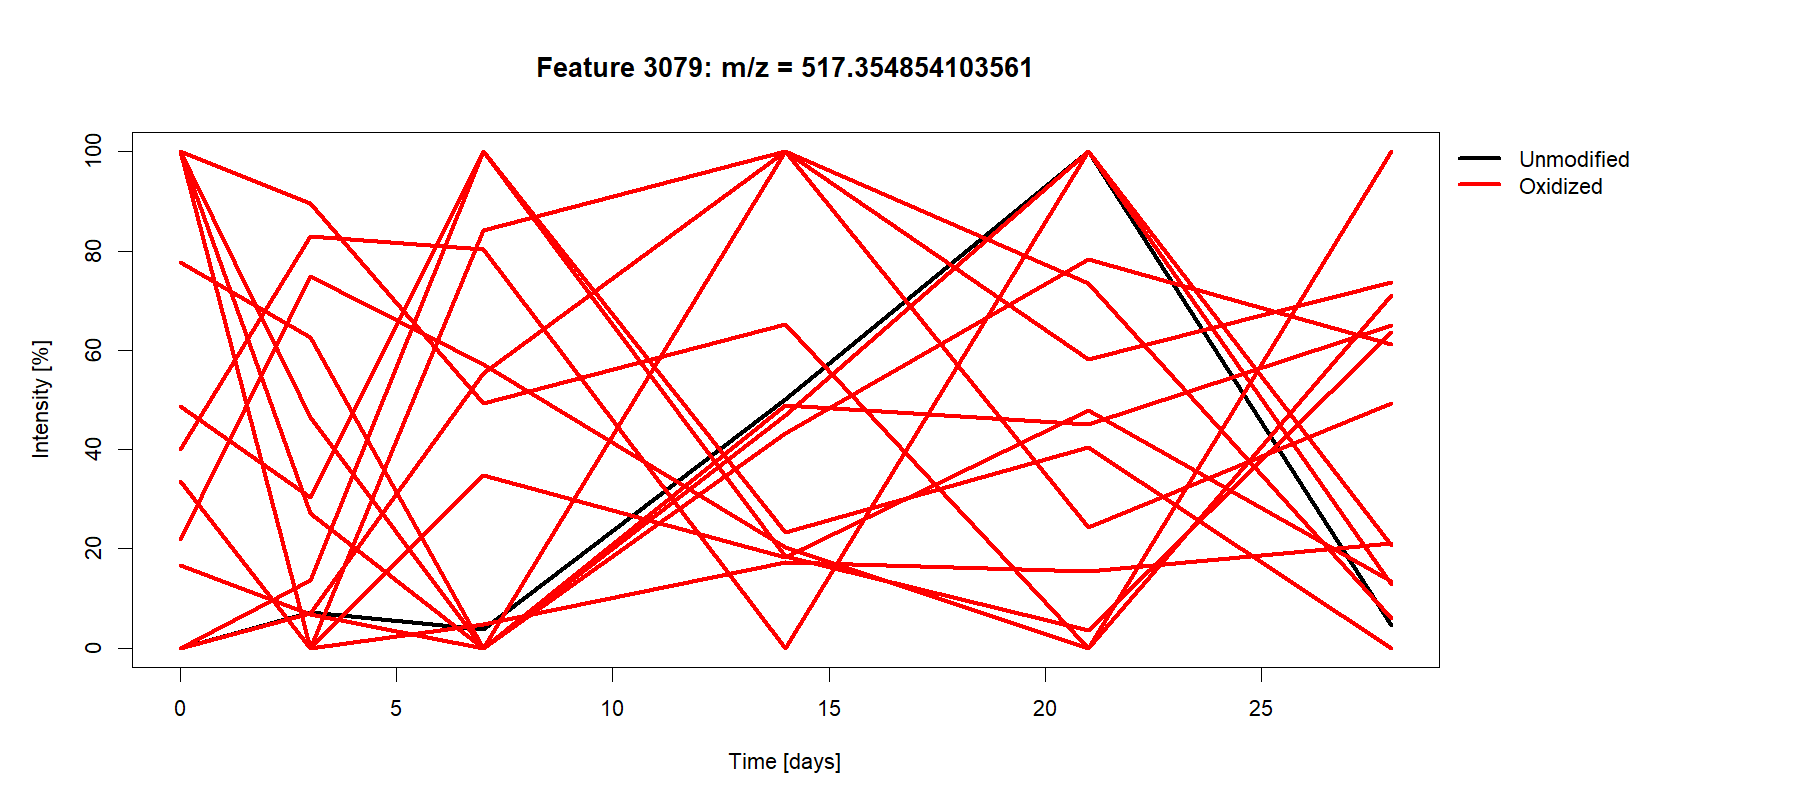 Feature 3079: m/z = 517.354854103561
Unmodified
Oxidized
Intensity [%]
100
80
60
40
20
0
0 5 10 15 20 25
Time [days]